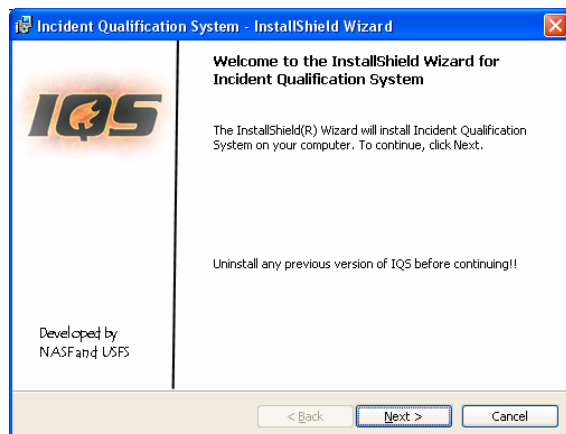 Incident Qualification System - InstallShield Wizard
Welcome to the InstallShield Wizard for
Incident Qualification System
IQS
The InstallShield(R) Wizard will install Incident Qualification
System on your computer. To continue, click Next.
Uninstall any previous version of IQS before continuing!!
Developed by
NASF and USFS
< Back
Next >
Cancel